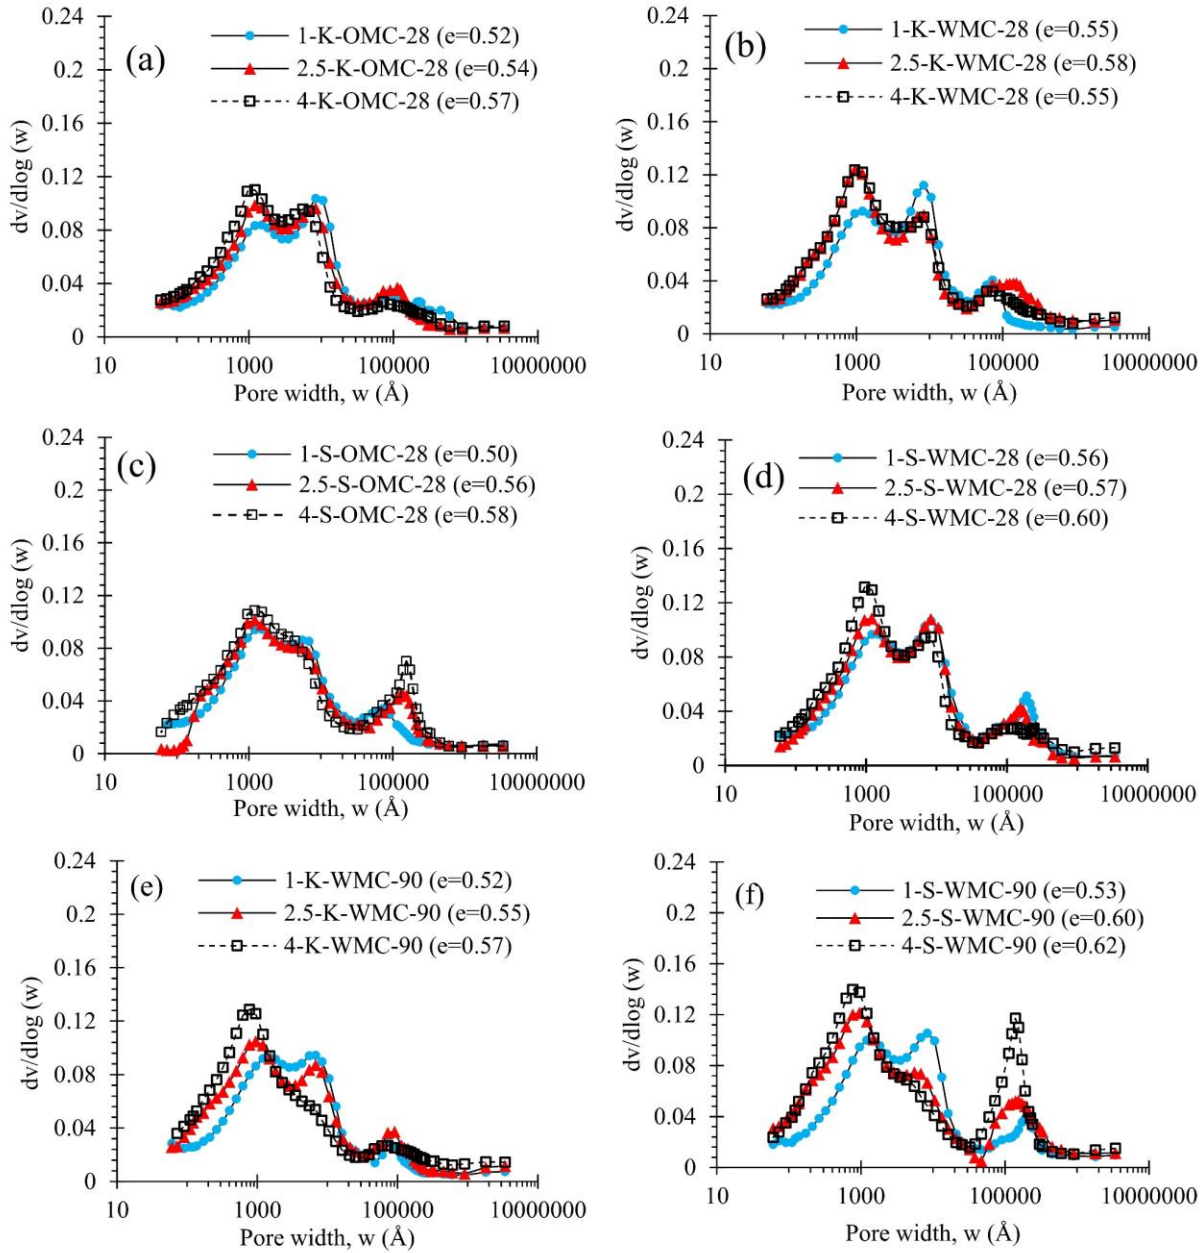 (a)
1-K-OMC-28 (e=0.52)
2.5-K-OMC-28 (e=0.54)
4-K-OMC-28 (e=0.57)
dv/dlog (w)
0.24
0.2
0.16
0.12
0.08
0.04
0
10
1000
100000
10000000
Pore width, w (Å)
(b)
1-K-WMC-28 (e=0.55)
2.5-K-WMC-28 (e=0.58)
4-K-WMC-28 (e=0.55)
dv/dlog (w)
0.24
0.2
0.16
0.12
0.08
0.04
0
10
1000
100000
10000000
Pore width, w (Å)
(c)
1-S-OMC-28 (e=0.50)
2.5-S-OMC-28 (e=0.56)
4-S-OMC-28 (e=0.58)
dv/dlog (w)
0.24
0.2
0.16
0.12
0.08
0.04
0
10
1000
100000
10000000
Pore width, w (Å)
(d)
1-S-WMC-28 (e=0.56)
2.5-S-WMC-28 (e=0.57)
4-S-WMC-28 (e=0.60)
dv/dlog (w)
0.24
0.2
0.16
0.12
0.08
0.04
0
10
1000
100000
10000000
Pore width, w (Å)
(e)
1-K-WMC-90 (e=0.52)
2.5-K-WMC-90 (e=0.55)
4-K-WMC-90 (e=0.57)
dv/dlog (w)
0.24
0.2
0.16
0.12
0.08
0.04
0
10
1000
100000
10000000
Pore width, w (Å)
(f)
1-S-WMC-90 (e=0.53)
2.5-S-WMC-90 (e=0.60)
4-S-WMC-90 (e=0.62)
dv/dlog (w)
0.24
0.2
0.16
0.12
0.08
0.04
0
10
1000
100000
10000000
Pore width, w (Å)